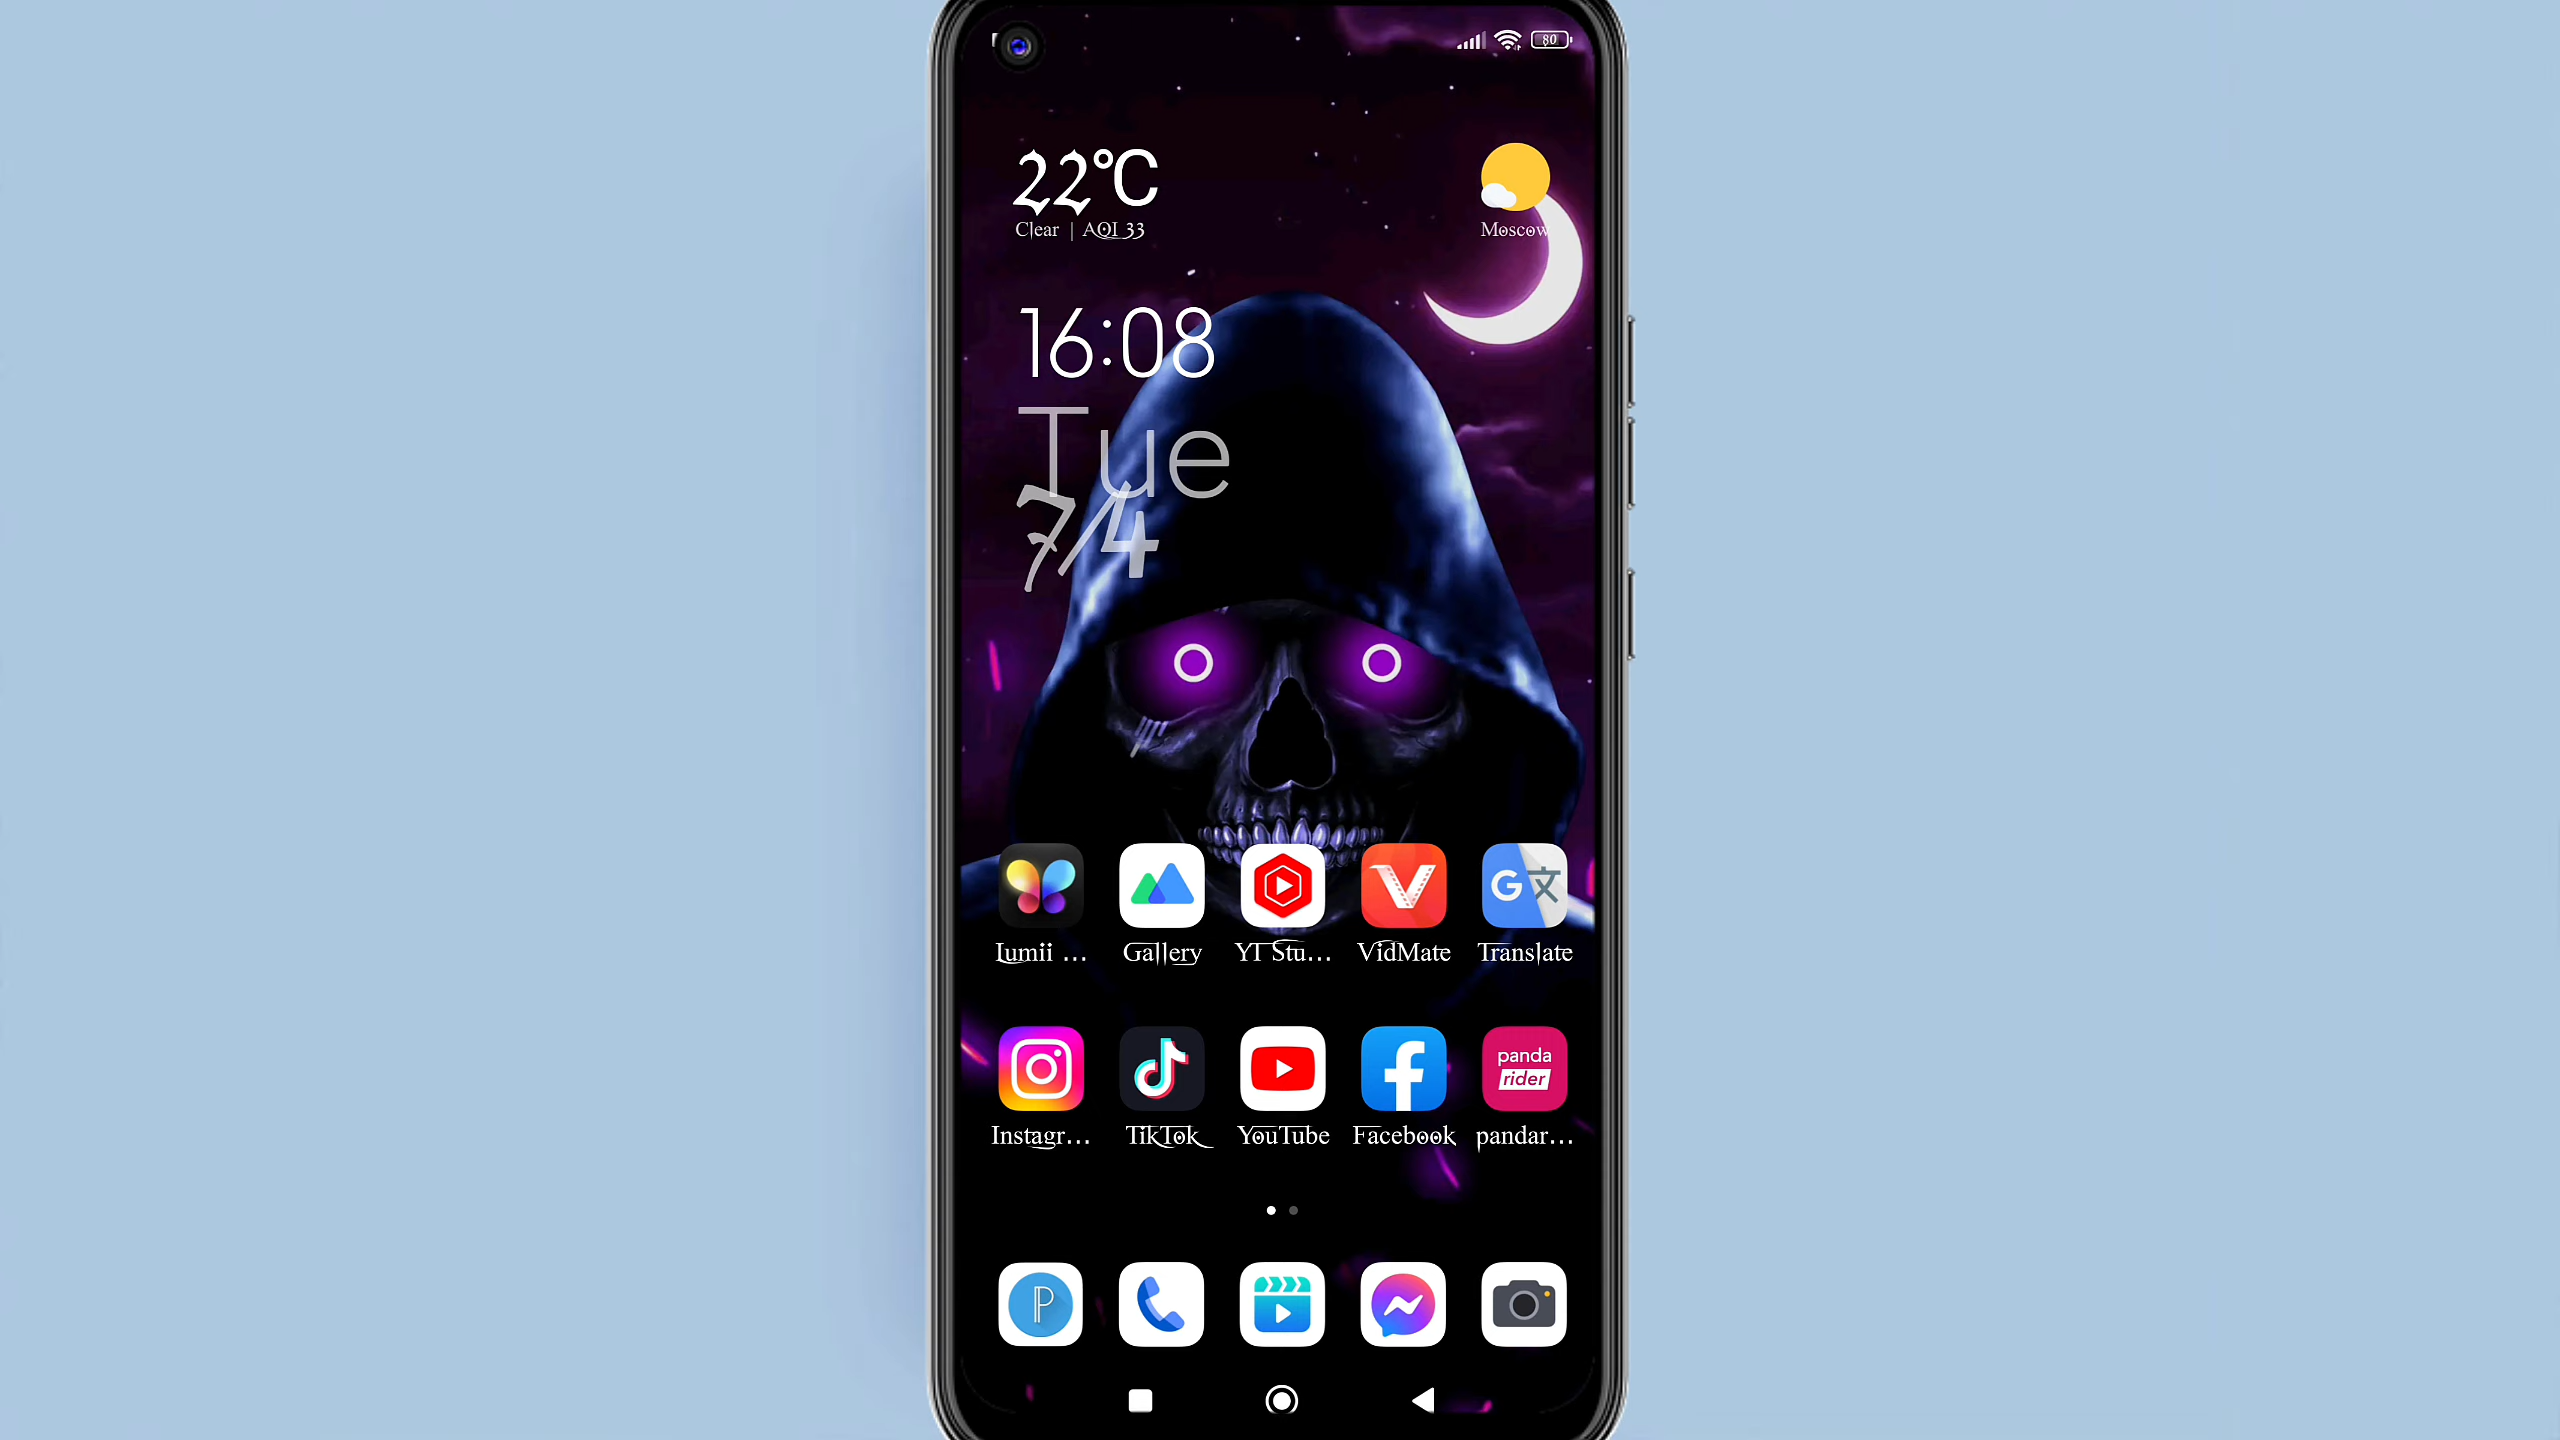 80
22°C
Clear | AQI 33
Moscow
16:08
Tue
7/4
Lumii ...
Gallery
YT Stu...
VidMate
Translate
G 文
Instagr...
TikTok
YouTube
Facebook
pandar...
panda
rider